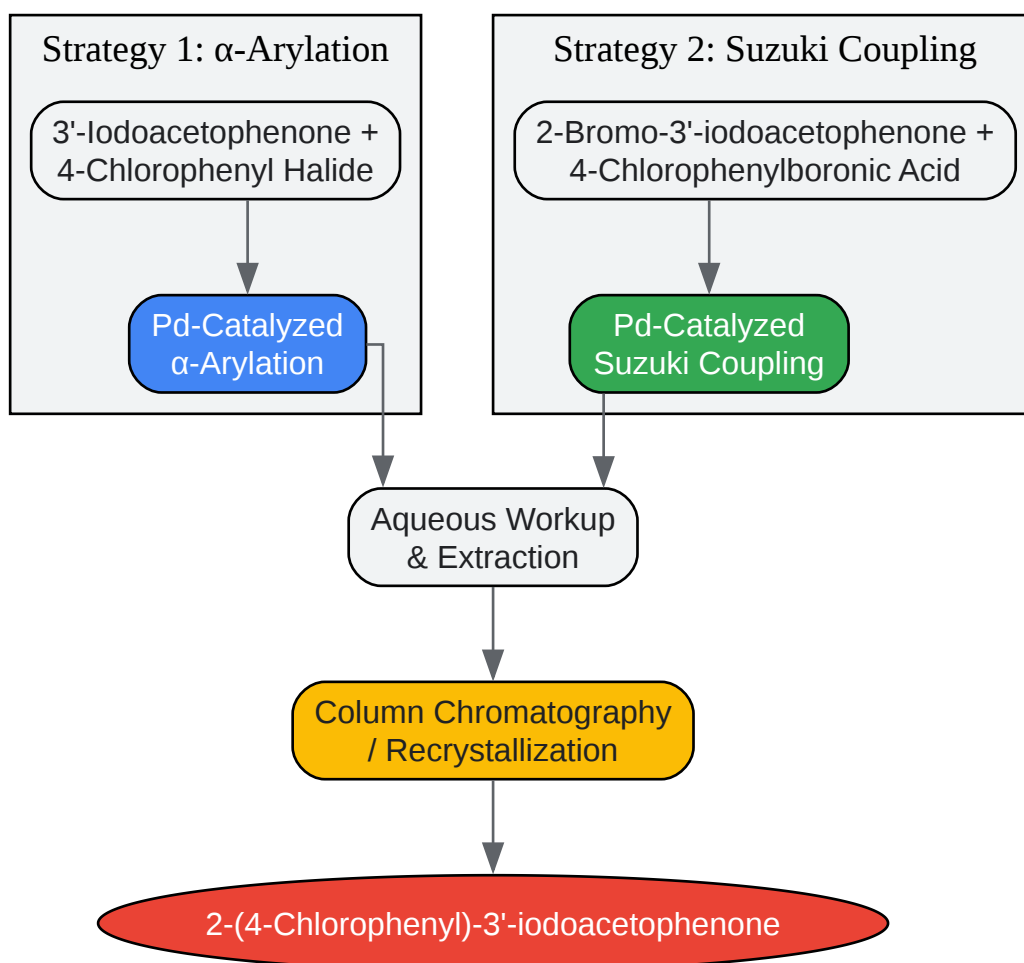 Strategy 1: α-Arylation
3'-Iodoacetophenone +
4-Chlorophenyl Halide
Pd-Catalyzed
α-Arylation
Strategy 2: Suzuki Coupling
2-Bromo-3'-iodoacetophenone +
4-Chlorophenylboronic Acid
Pd-Catalyzed
Suzuki Coupling
Aqueous Workup
& Extraction
Column Chromatography
/ Recrystallization
2-(4-Chlorophenyl)-3'-iodoacetophenone